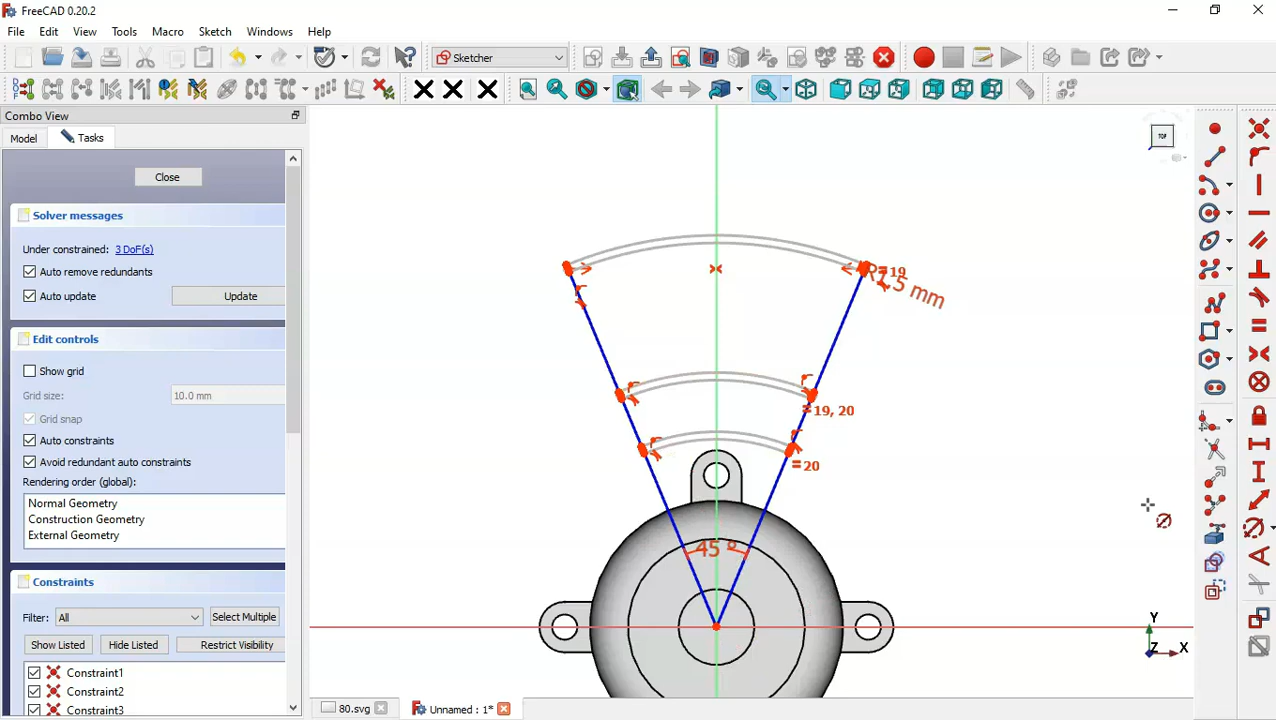 FreeCAD 0.20.2
File Edit View Tools Macro Sketch Windows Help
Sketcher
Combo View
Model Tasks
Close
Solver messages
Under constrained: 3 DoF(s)
Auto remove redundants
Auto update Update
Edit controls
Show grid
Grid size: 10.0 mm
Grid snap
Auto constraints
Avoid redundant auto constraints
Rendering order (global):
Normal Geometry
Construction Geometry
External Geometry
Constraints
Filter: All Select Multiple
Show Listed Hide Listed Restrict Visibility
Constraint1
Constraint2
Constraint3
TOP
=19
R1.5 mm
=19, 20
=20
45 °
Y
Z X
80.svg Unnamed : 1*